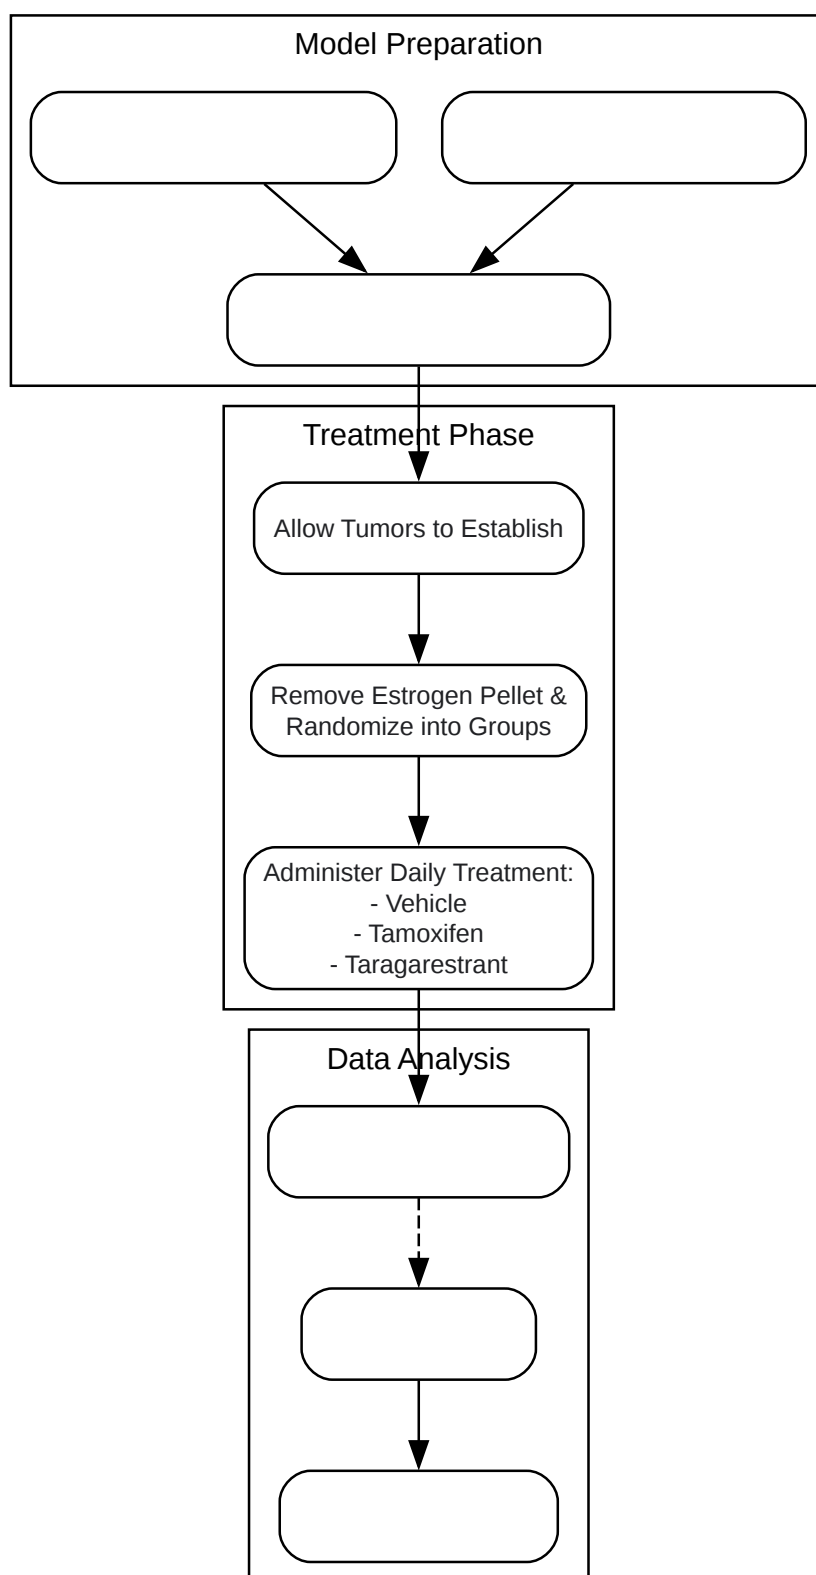 Model Preparation
Treatment Phase
Allow Tumors to Establish
Remove Estrogen Pellet &
Randomize into Groups
Administer Daily Treatment:
- Vehicle
- Tamoxifen
- Taragarestrant
Data Analysis